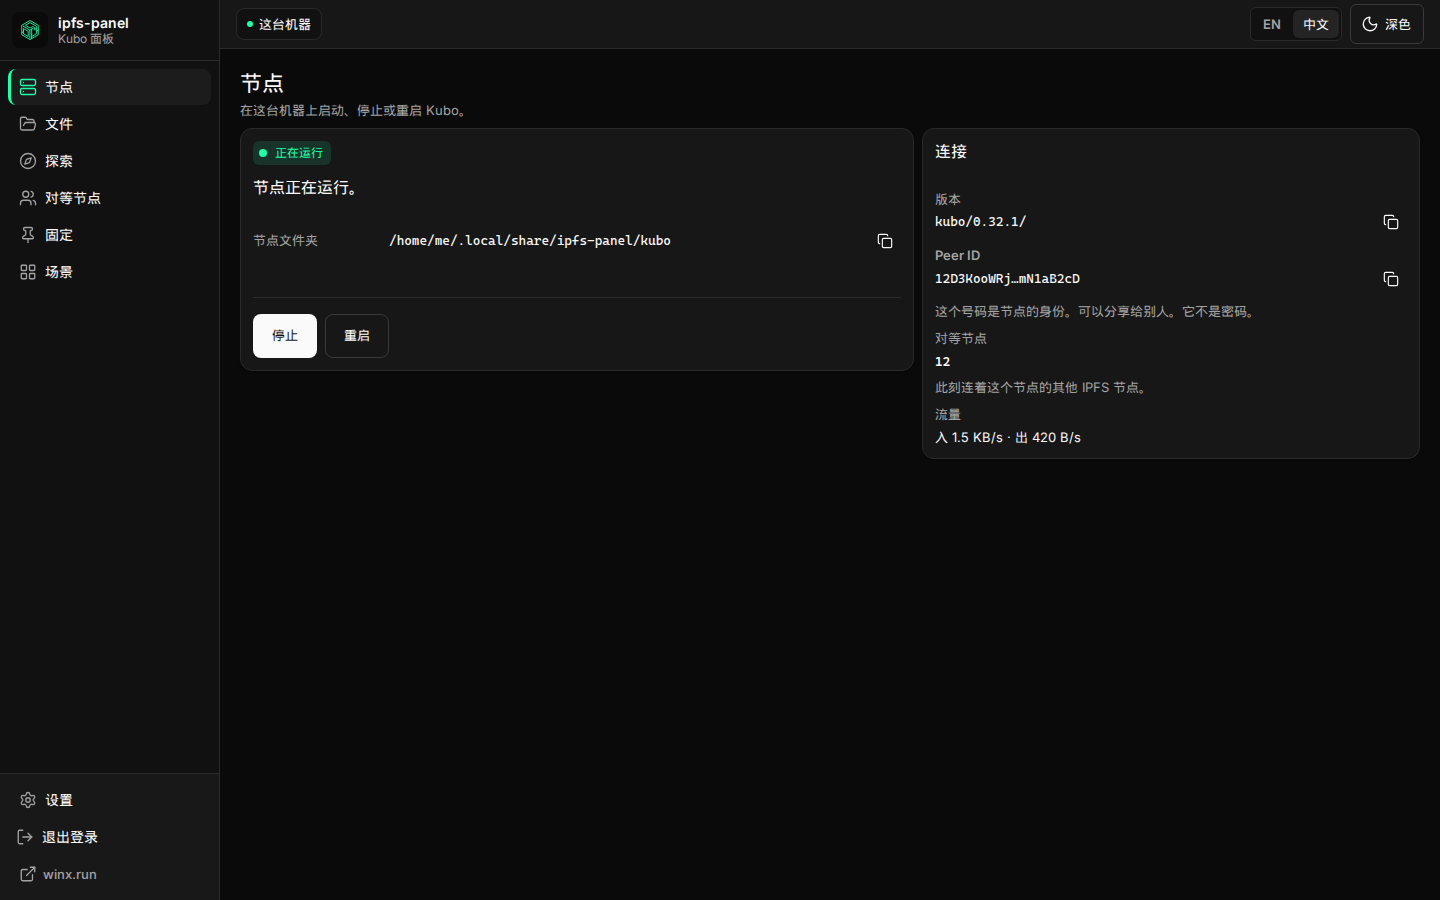 ipfs-panel
Kubo 面板
节点
文件
探索
对等节点
固定
场景
设置
退出登录
winx.run
这台机器
EN
中文
深色
节点
在这台机器上启动、停止或重启 Kubo。
正在运行
节点正在运行。
节点文件夹 /home/me/.local/share/ipfs-panel/kubo
停止
重启
连接
版本
kubo/0.32.1/
Peer ID
12D3KooWRj…mN1aB2cD
这个号码是节点的身份。可以分享给别人。它不是密码。
对等节点
12
此刻连着这个节点的其他 IPFS 节点。
流量
入 1.5 KB/s · 出 420 B/s